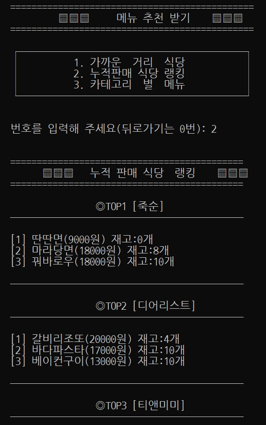 메뉴 추천 받기
1. 가까운 거리 식당
2. 누적판매 식당 랭킹
3. 카테고리 별 메뉴
번호를 입력해 주세요(뒤로가기는 0번): 2
누적 판매 식당 랭킹
◎TOP1 [죽순]
[1] 딴딴면(9000원) 재고:0개
[2] 마라당면(18000원) 재고:8개
[3] 꿔바로우(18000원) 재고:10개
◎TOP2 [디어리스트]
[1] 갈비리조또(20000원) 재고:4개
[2] 바다파스타(17000원) 재고:10개
[3] 베이컨구이(13000원) 재고:10개
◎TOP3 [티앤미미]